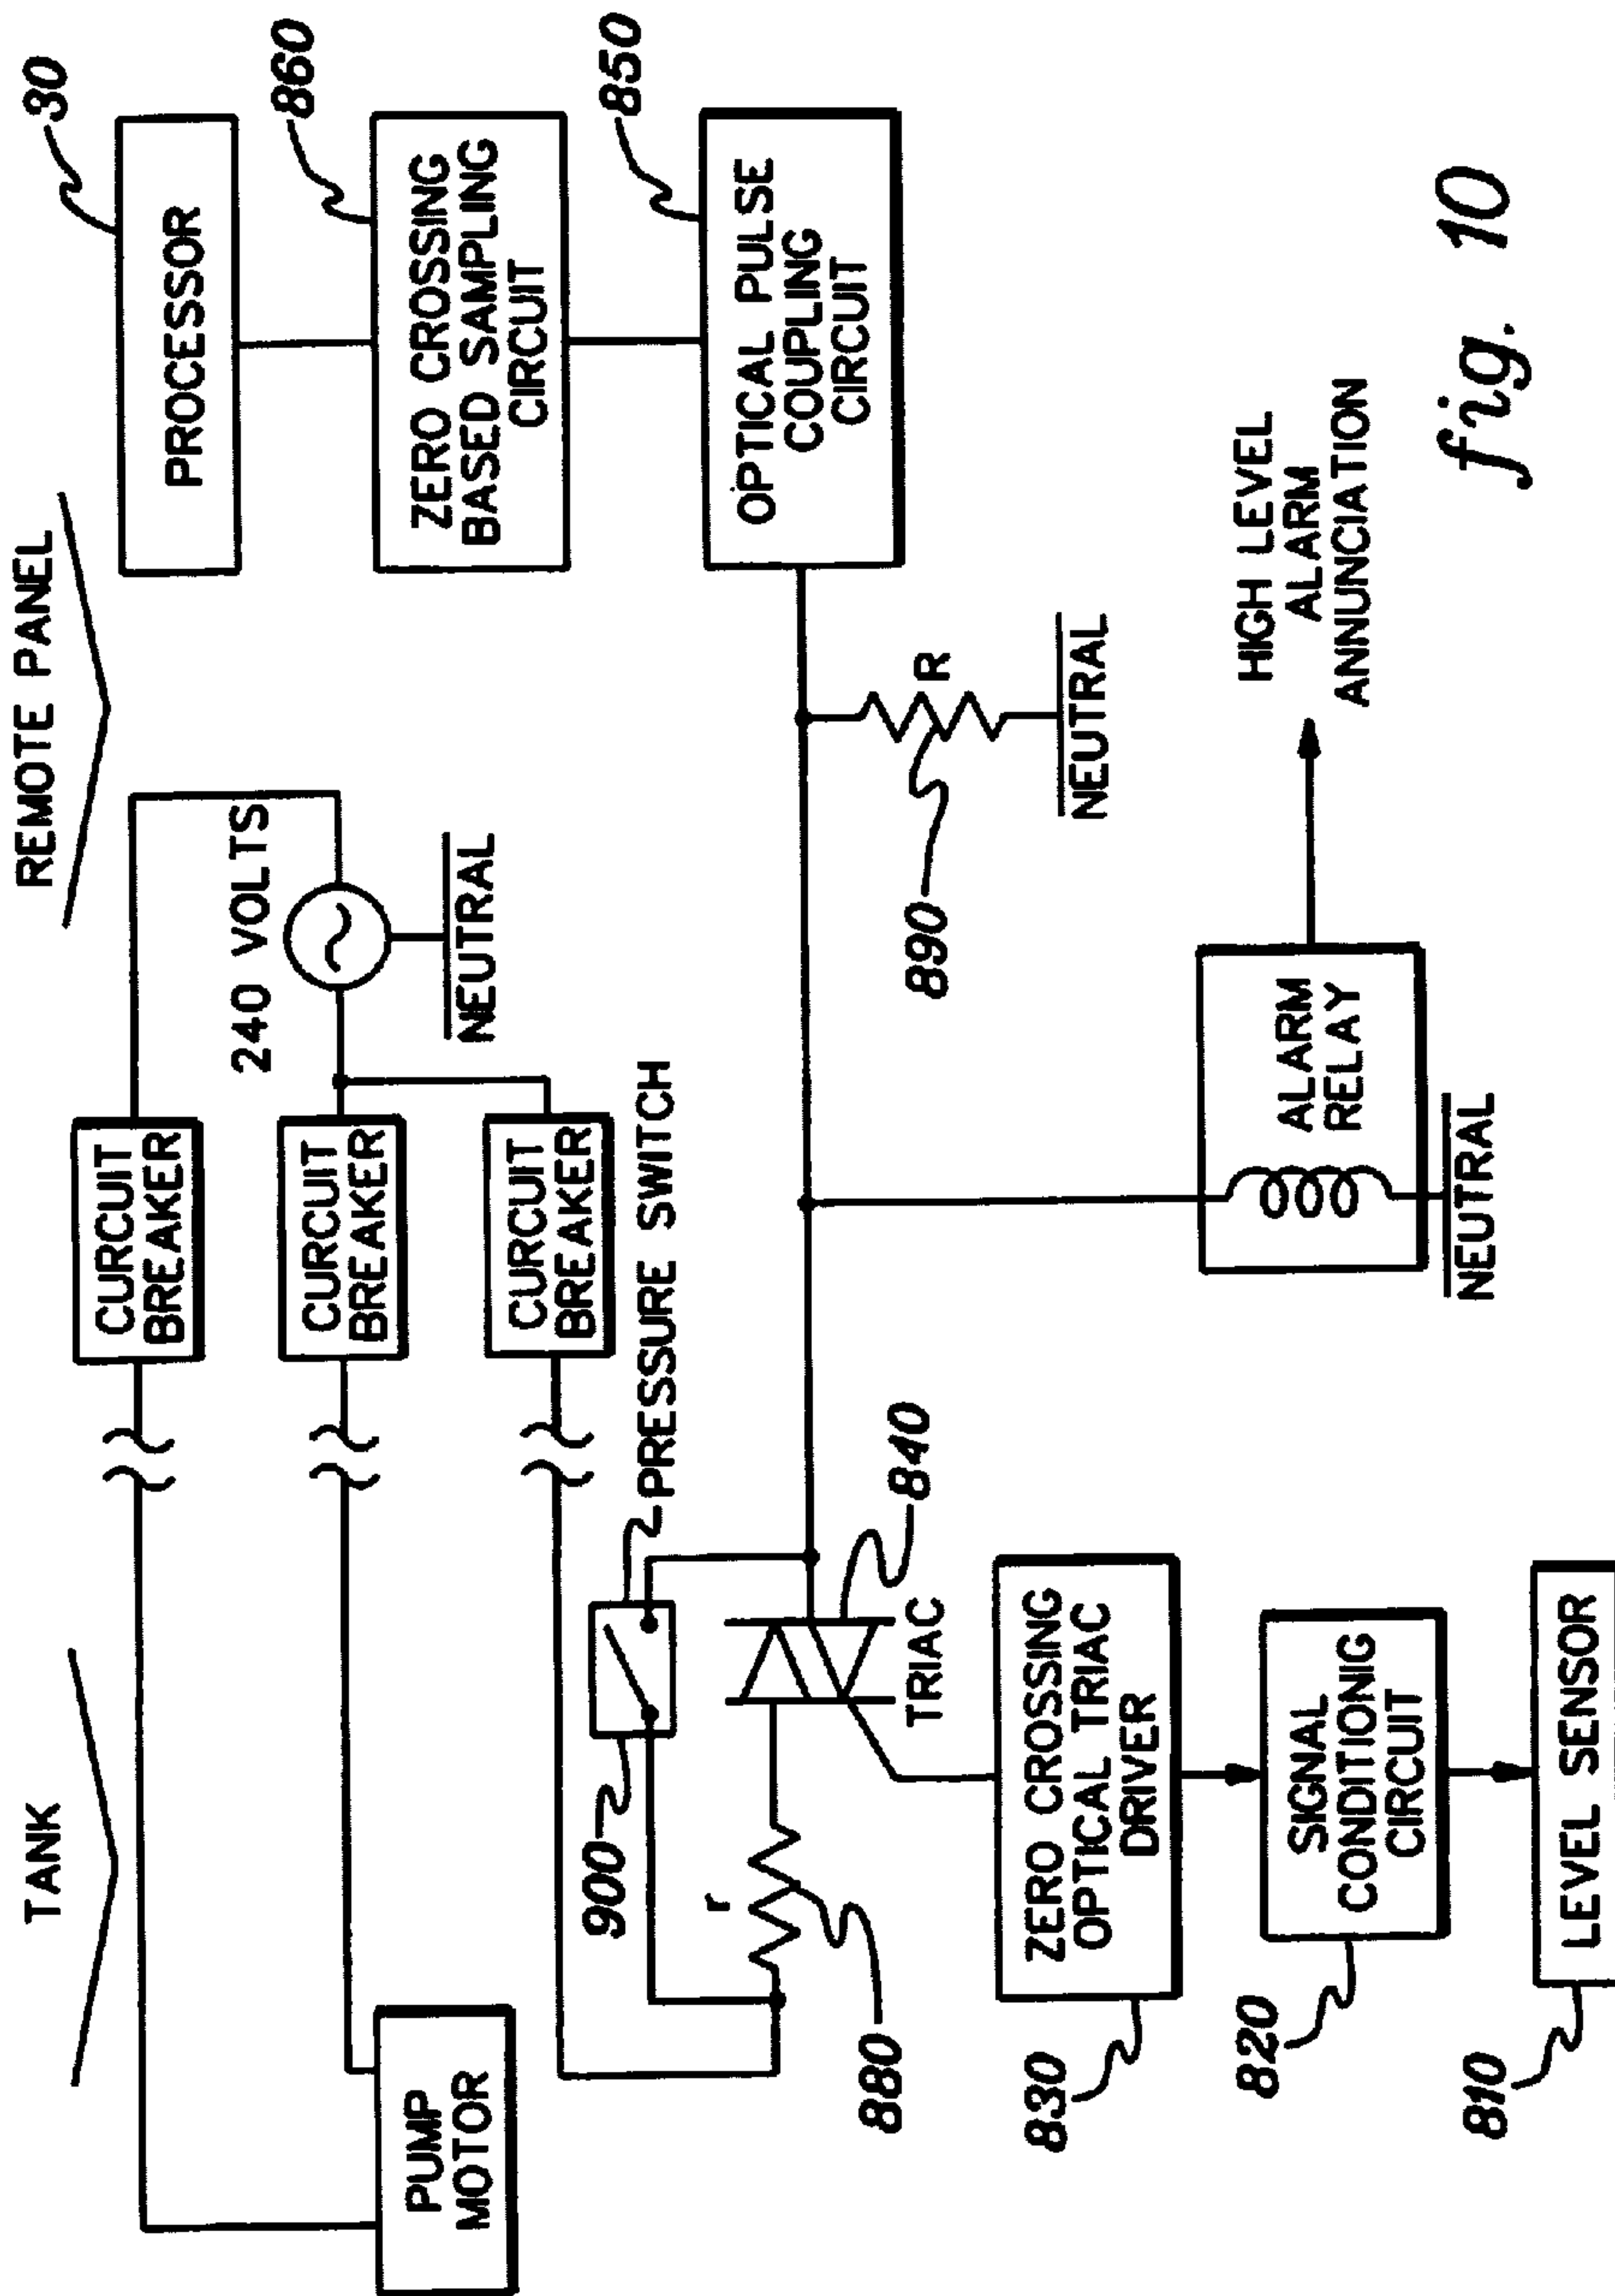 TANK
REMOTE PANEL
PUMP
MOTOR
CURCUIT
BREAKER
CURCUIT
BREAKER
CURCUIT
BREAKER
240 VOLTS
NEUTRAL
PROCESSOR
30
ZERO CROSSING
BASED SAMPLING
CIRCUIT
860
OPTICAL PULSE
COUPLING
CIRCUIT
850
900
PRESSURE SWITCH
r
880
TRIAC
840
R
890
NEUTRAL
ZERO CROSSING
OPTICAL TRIAC
DRIVER
830
SIGNAL
CONDITIONIG
CIRCUIT
820
LEVEL SENSOR
810
ALARM
RELAY
NEUTRAL
HIGH LEVEL
ALARM
ANNUNCIATION
fig. 10